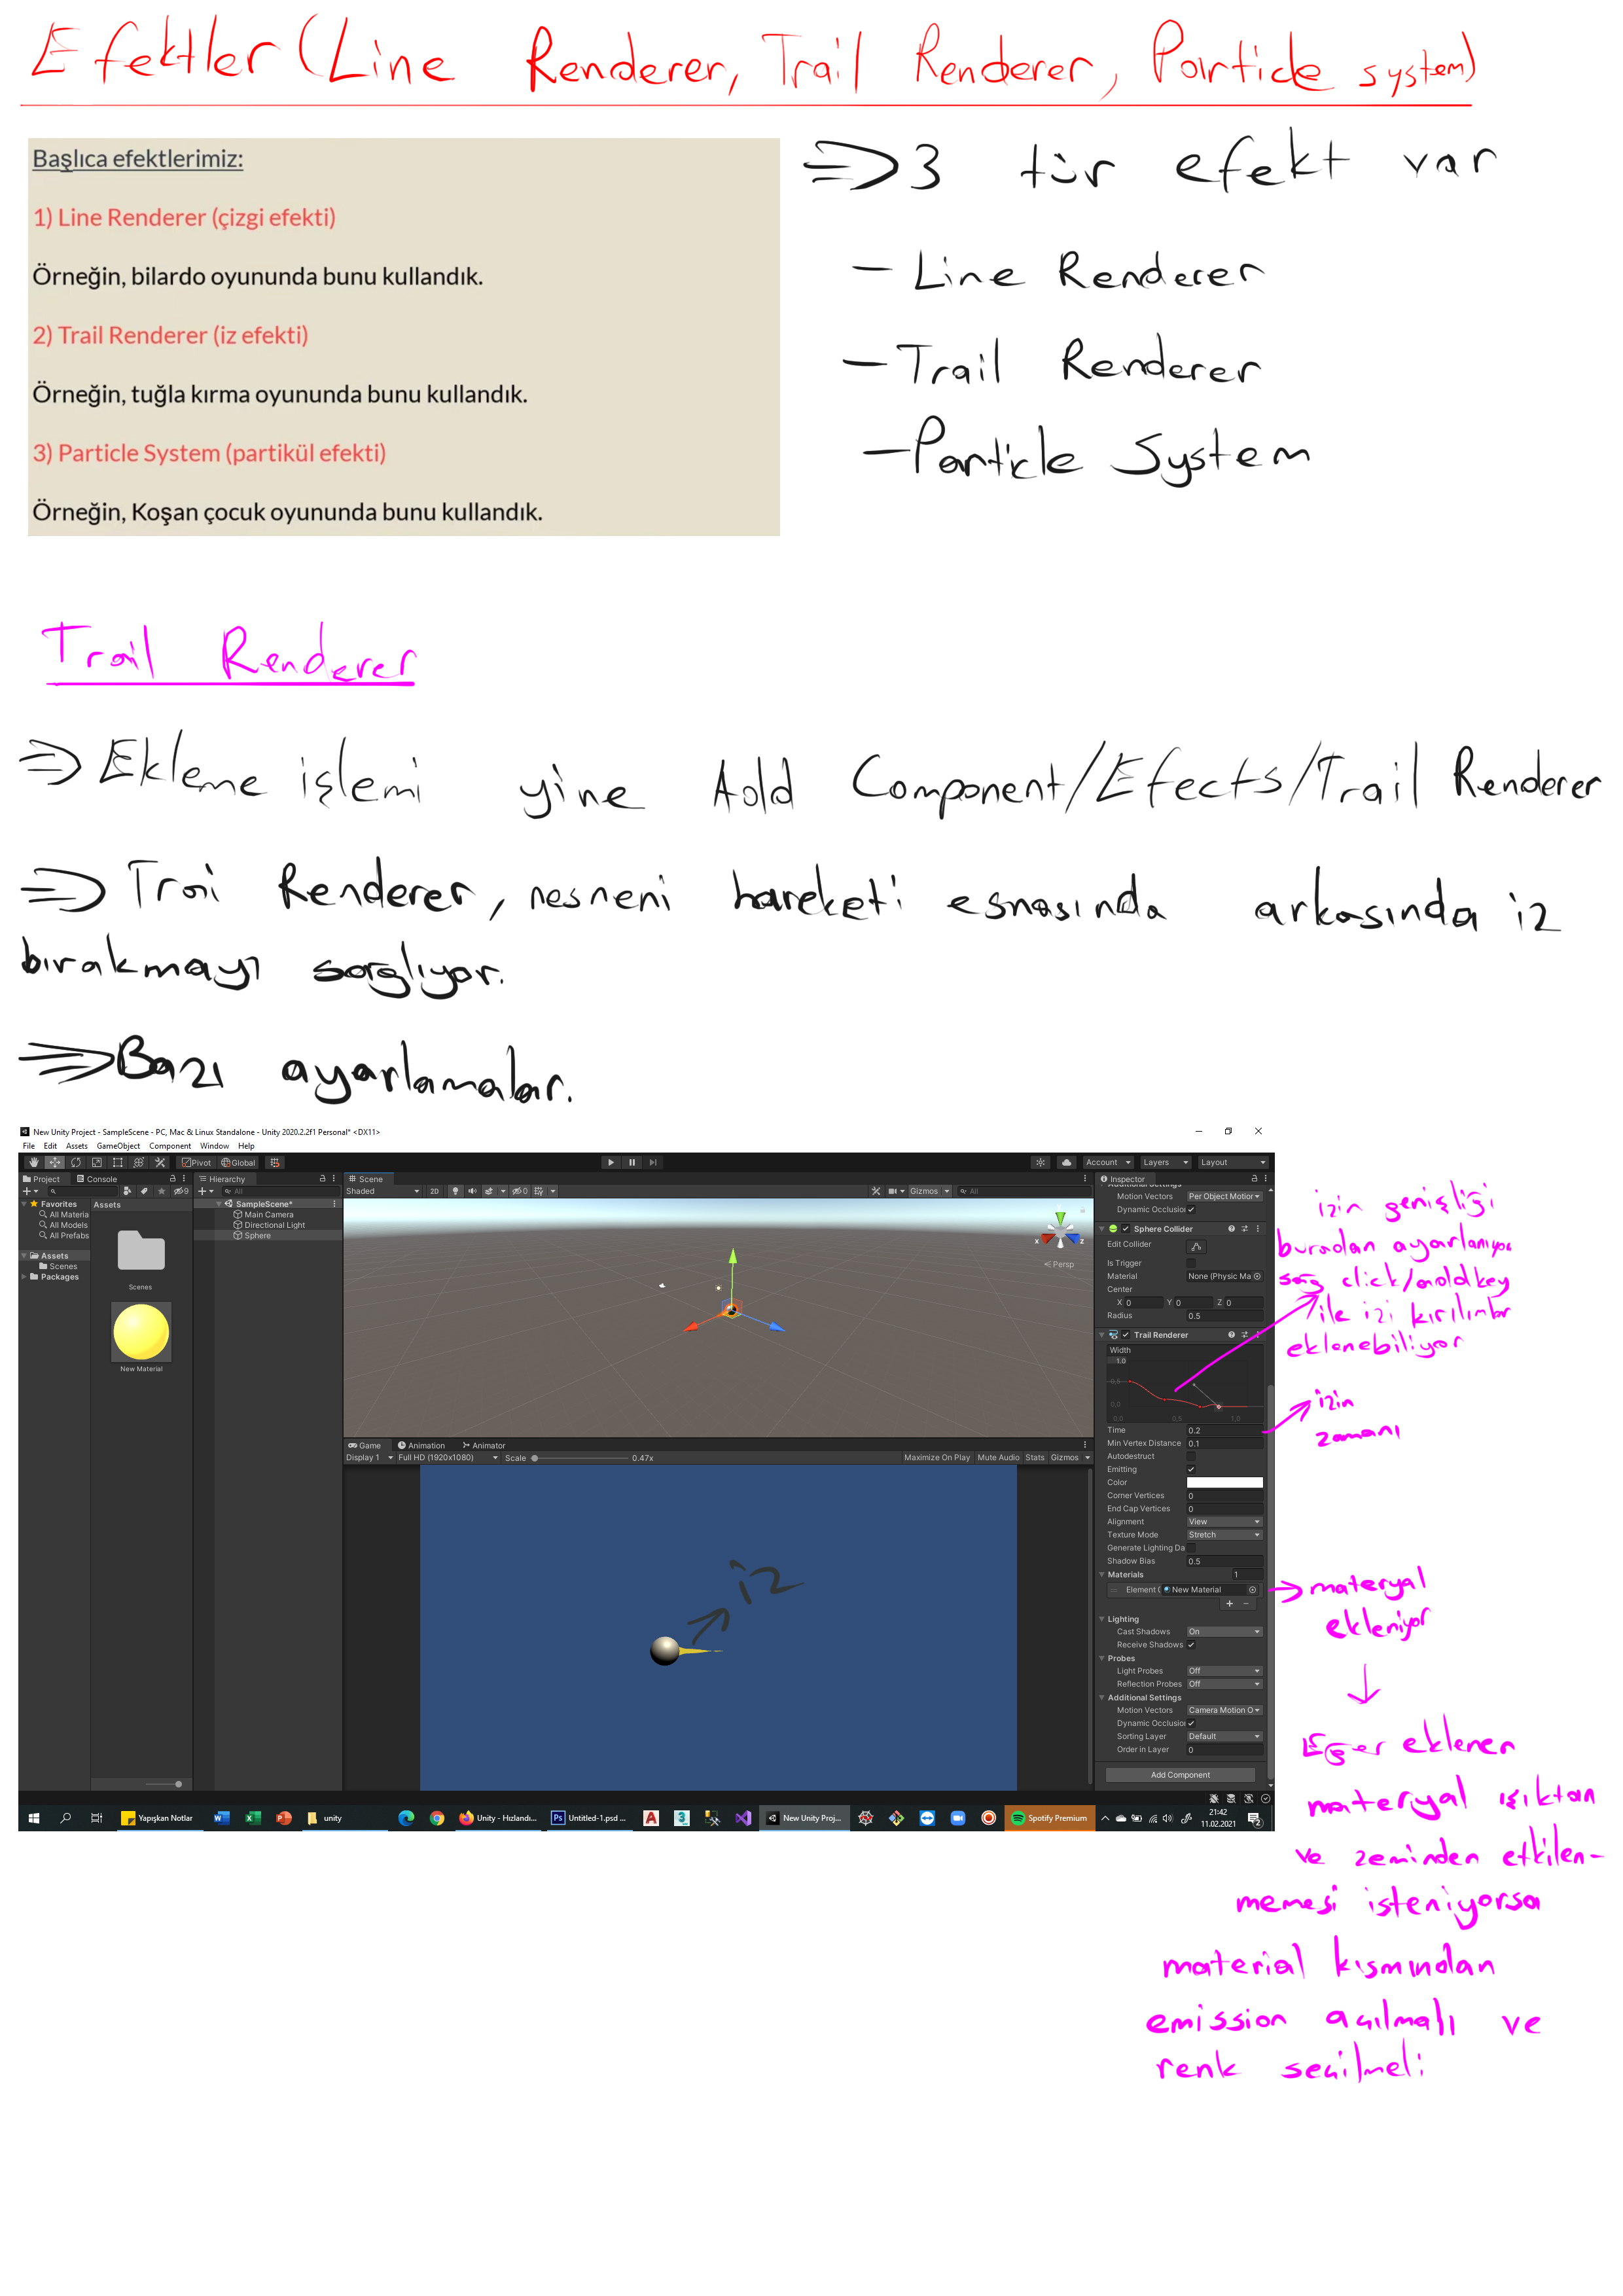 Efektler (Line Renderer, Trail Renderer, Particle system)
Başlıca efektlerimiz:
1) Line Renderer (çizgi efekti)
Örneğin, bilardo oyununda bunu kullandık.
2) Trail Renderer (iz efekti)
Örneğin, tuğla kırma oyununda bunu kullandık.
3) Particle System (partikül efekti)
Örneğin, Koşan çocuk oyununda bunu kullandık.
⇒ 3 tür efekt var
- Line Renderer
- Trail Renderer
- Particle System
Trail Renderer
⇒ Ekleme işlemi yine Add Component/Efects/Trail Renderer
⇒ Trai Renderer, nesneni hareketi esnasında arkasında iz
bırakmayı sağlıyor.
⇒ Bazı ayarlamalar.
New Unity Project - SampleScene - PC, Mac & Linux Standalone - Unity 2020.2.2f1 Personal* <DX11>
File Edit Assets GameObject Component Window Help
Pivot Global
Account Layers Layout
Project Console
Hierarchy
Scene
Inspector
9
All
Shaded 2D 0 Gizmos All
Favorites
All Materia
All Models
All Prefabs
Assets
Scenes
Packages
Assets
Scenes
New Material
SampleScene*
Main Camera
Directional Light
Sphere
x z
Persp
Game Animation Animator
Display 1 Full HD (1920x1080) Scale 0.47x Maximize On Play Mute Audio Stats Gizmos
iz
Additional Settings
Motion Vectors Per Object Motion
Dynamic Occlusion
Sphere Collider
Edit Collider
Is Trigger
Material None (Physic Ma
Center
X 0 Y 0 Z 0
Radius 0.5
Trail Renderer
Width
1.0
0.5
0,0
0,0 0,5 1,0
Time 0.2
Min Vertex Distance 0.1
Autodestruct
Emitting
Color
Corner Vertices 0
End Cap Vertices 0
Alignment View
Texture Mode Stretch
Generate Lighting Da
Shadow Bias 0.5
Materials 1
Element 0 New Material
+ -
Lighting
Cast Shadows On
Receive Shadows
Probes
Light Probes Off
Reflection Probes Off
Additional Settings
Motion Vectors Camera Motion O
Dynamic Occlusion
Sorting Layer Default
Order in Layer 0
Add Component
Yapışkan Notlar
unity
Unity - Hızlandı...
Untitled-1.psd ...
New Unity Proj...
Spotify Premium
21:42
11.02.2021
2
izin genişliği
buradan ayarlanıyor
sağ click/addkey
ile izi kırılımlar
eklenebiliyor
izin
zamanı
materyal
ekleniyor
Eğer eklenen
materyal ışıktan
ve zeminden etkilen-
memesi isteniyorsa
material kısmından
emission açılmalı ve
renk seçilmeli